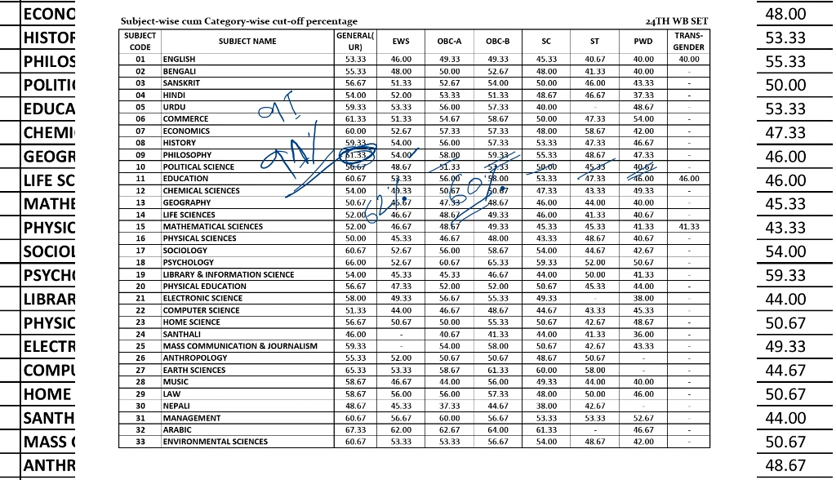 Subject-wise cum Category-wise cut-off percentage 24TH WB SET
SUBJECT CODE SUBJECT NAME GENERAL(UR) EWS OBC-A OBC-B SC ST PWD TRANS-GENDER
01 ENGLISH 53.33 46.00 49.33 49.33 45.33 40.67 40.00 40.00
02 BENGALI 55.33 48.00 50.00 52.67 48.00 41.33 40.00 -
03 SANSKRIT 56.67 51.33 52.67 54.00 50.00 46.00 43.33 -
04 HINDI 54.00 52.00 53.33 51.33 48.67 46.67 37.33 -
05 URDU 59.33 53.33 56.00 57.33 40.00 - 48.67 -
06 COMMERCE 61.33 51.33 54.67 58.67 50.00 47.33 54.00 -
07 ECONOMICS 60.00 52.67 57.33 57.33 48.00 58.67 42.00 -
08 HISTORY 59.33 54.00 56.00 57.33 53.33 47.33 46.67 -
09 PHILOSOPHY 61.33 54.00 58.00 59.33 55.33 48.67 47.33 -
10 POLITICAL SCIENCE 56.67 48.67 51.33 53.33 50.00 45.33 40.67 -
11 EDUCATION 60.67 53.33 56.00 58.00 53.33 47.33 46.00 46.00
12 CHEMICAL SCIENCES 54.00 49.33 50.67 50.67 47.33 43.33 49.33 -
13 GEOGRAPHY 50.67 45.67 47.33 48.67 46.00 44.00 40.00 -
14 LIFE SCIENCES 52.00 46.67 48.67 49.33 46.00 41.33 40.67 -
15 MATHEMATICAL SCIENCES 52.00 46.67 48.67 49.33 45.33 45.33 41.33 41.33
16 PHYSICAL SCIENCES 50.00 45.33 46.67 48.00 43.33 48.67 40.67 -
17 SOCIOLOGY 60.67 52.67 56.00 58.67 54.00 44.67 42.67 -
18 PSYCHOLOGY 66.00 52.67 60.67 65.33 59.33 52.00 50.67 -
19 LIBRARY & INFORMATION SCIENCE 54.00 45.33 45.33 46.67 44.00 50.00 41.33 -
20 PHYSICAL EDUCATION 56.67 47.33 52.00 52.00 50.67 45.33 44.00 -
21 ELECTRONIC SCIENCE 58.00 49.33 56.67 55.33 49.33 - 38.00 -
22 COMPUTER SCIENCE 51.33 44.00 46.67 48.67 44.67 43.33 45.33 -
23 HOME SCIENCE 56.67 50.67 50.00 55.33 50.67 42.67 48.67 -
24 SANTHALI 46.00 - 40.67 41.33 44.00 41.33 36.00 -
25 MASS COMMUNICATION & JOURNALISM 59.33 - 54.00 58.00 50.67 42.67 43.33 -
26 ANTHROPOLOGY 55.33 52.00 50.67 50.67 48.67 50.67 - -
27 EARTH SCIENCES 65.33 53.33 58.67 61.33 60.00 58.00 - -
28 MUSIC 58.67 46.67 44.00 56.00 49.33 44.00 40.00 -
29 LAW 58.67 56.00 56.00 57.33 48.00 50.00 46.00 -
30 NEPALI 48.67 45.33 37.33 44.67 38.00 42.67 - -
31 MANAGEMENT 60.67 56.67 60.00 56.67 53.33 53.33 52.67 -
32 ARABIC 67.33 62.00 62.67 64.00 61.33 - 46.67 -
33 ENVIRONMENTAL SCIENCES 60.67 53.33 53.33 56.67 54.00 48.67 42.00 -
62%
60%
ECONO
HISTOR
PHILOS
POLITI
EDUCA
CHEMI
GEOGR
LIFE SC
MATHE
PHYSIC
SOCIOL
PSYCH
LIBRAR
PHYSIC
ELECTR
COMPU
HOME
SANTH
MASS
ANTHR
48.00
53.33
55.33
50.00
53.33
47.33
46.00
46.00
45.33
43.33
54.00
59.33
44.00
50.67
49.33
44.67
50.67
44.00
50.67
48.67